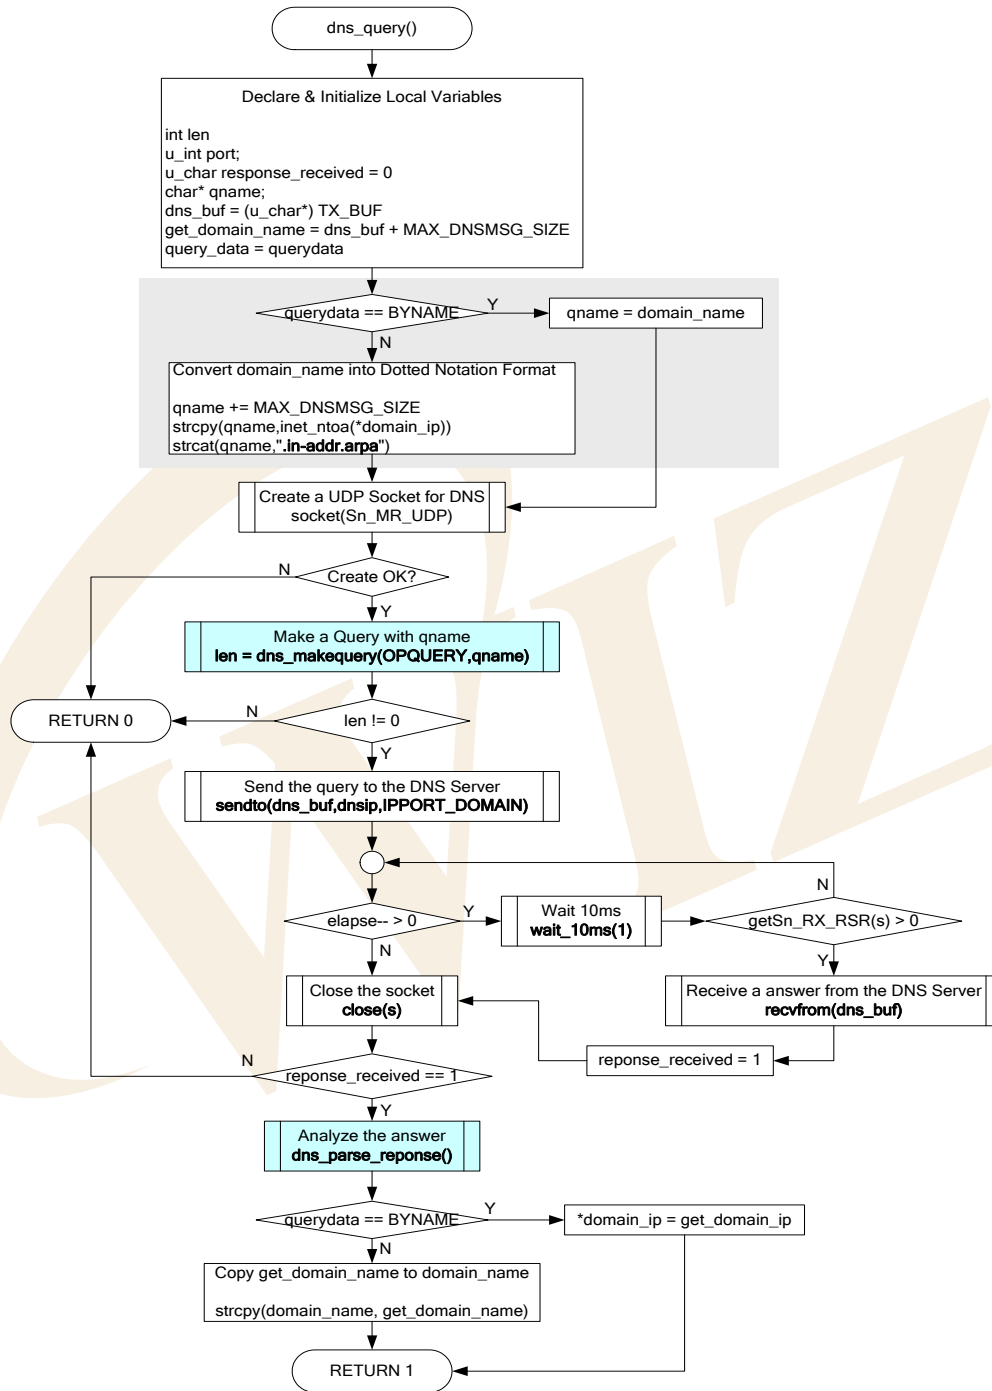 dns_query()
Declare & Initialize Local Variables
int len
u_int port;
u_char response_received = 0
char* qname;
dns_buf = (u_char*) TX_BUF
get_domain_name = dns_buf + MAX_DNSMSG_SIZE
query_data = querydata
querydata == BYNAME
Y
qname = domain_name
N
Convert domain_name into Dotted Notation Format
qname += MAX_DNSMSG_SIZE
strcpy(qname,inet_ntoa(*domain_ip))
strcat(qname,".in-addr.arpa")
Create a UDP Socket for DNS
socket(Sn_MR_UDP)
N
Create OK?
Y
Make a Query with qname
len = dns_makequery(OPQUERY,qname)
RETURN 0
N
len != 0
Y
Send the query to the DNS Server
sendto(dns_buf,dnsip,IPPORT_DOMAIN)
elapse-- > 0
Y
Wait 10ms
wait_10ms(1)
N
getSn_RX_RSR(s) > 0
N
Y
Close the socket
close(s)
Receive a answer from the DNS Server
recvfrom(dns_buf)
reponse_received = 1
N
reponse_received == 1
Y
Analyze the answer
dns_parse_reponse()
querydata == BYNAME
Y
*domain_ip = get_domain_ip
N
Copy get_domain_name to domain_name
strcpy(domain_name, get_domain_name)
RETURN 1
WIZ